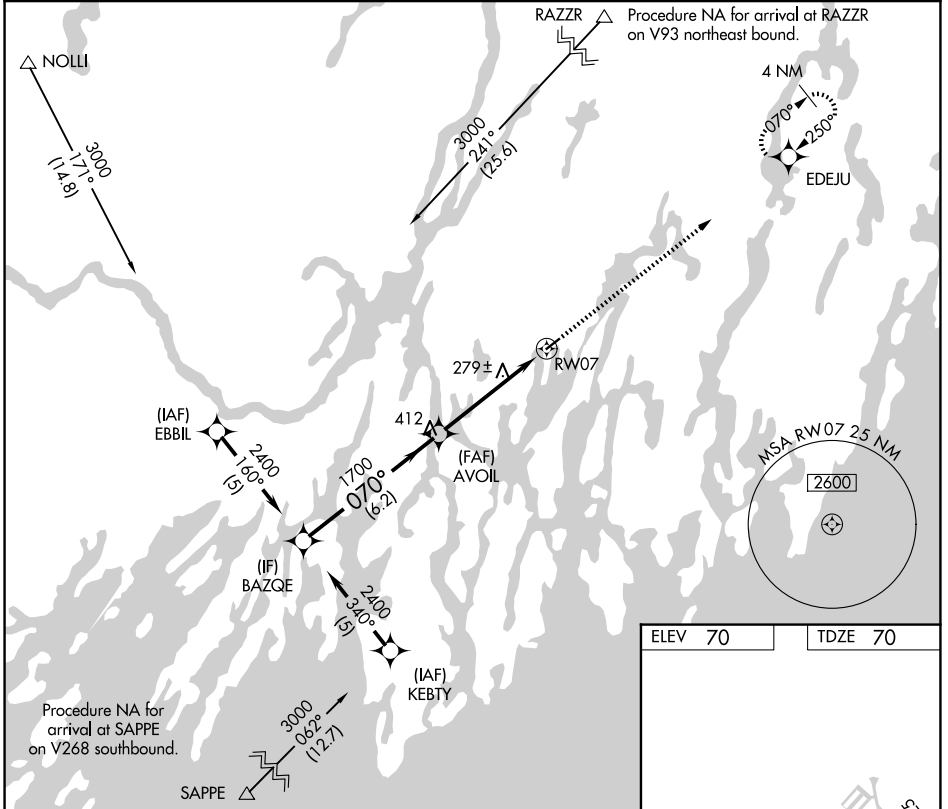 RAZZR
Procedure NA for arrival at RAZZR
on V93 northeast bound.
NOLLI
3000
171°
(14.8)
3000
241°
(25.6)
4 NM
070°
250°
EDEJU
279±
RW07
(IAF)
EBBIL
412
(FAF)
AVOIL
2400
160°
(5)
1700
070°
(6.2)
MSA RW07 25 NM
2600
(IF)
BAZQE
2400
340°
(5)
(IAF)
KEBTY
ELEV 70
TDZE 70
Procedure NA for
arrival at SAPPE
on V268 southbound.
3000
062°
(12.7)
SAPPE